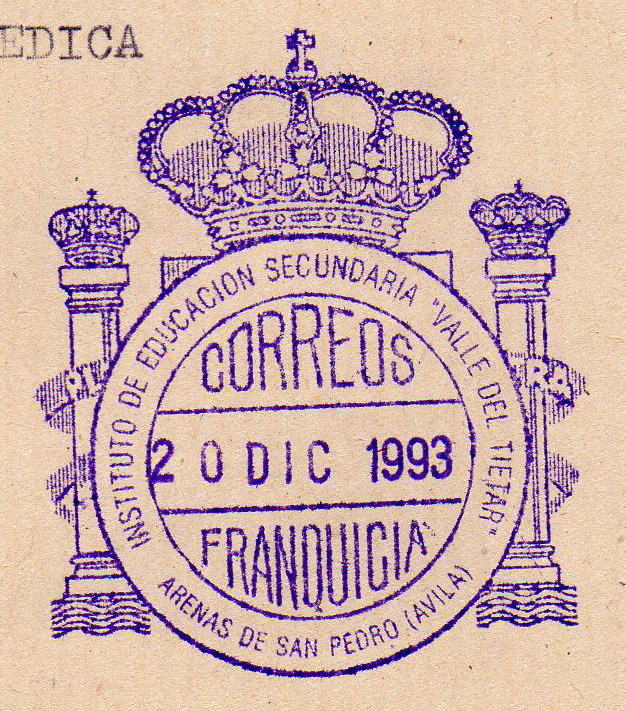 EDICA
INSTITUTO DE EDUCACION SECUNDARIA "VALLE DEL TIETAR"
CORREOS
20 DIC 1993
FRANQUICIA
ARENAS DE SAN PEDRO (AVILA)